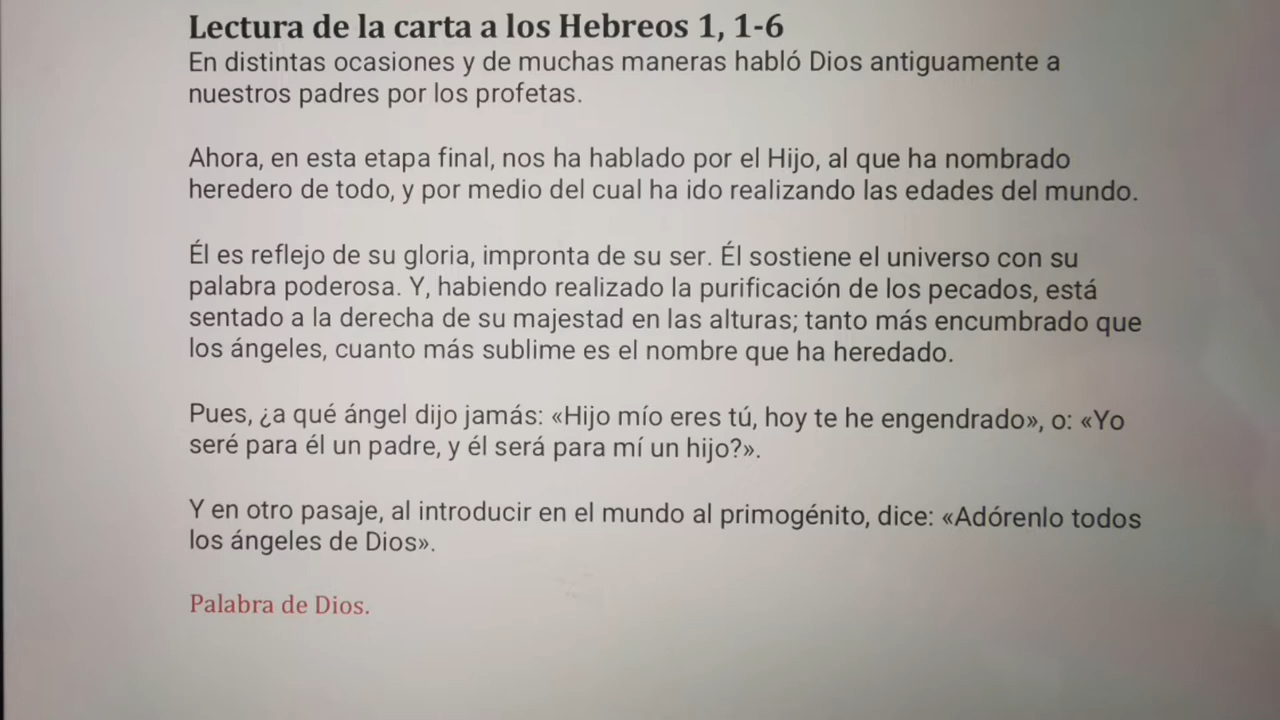 Lectura de la carta a los Hebreos 1, 1-6
En distintas ocasiones y de muchas maneras habló Dios antiguamente a
nuestros padres por los profetas.
Ahora, en esta etapa final, nos ha hablado por el Hijo, al que ha nombrado
heredero de todo, y por medio del cual ha ido realizando las edades del mundo.
Él es reflejo de su gloria, impronta de su ser. Él sostiene el universo con su
palabra poderosa. Y, habiendo realizado la purificación de los pecados, está
sentado a la derecha de su majestad en las alturas; tanto más encumbrado que
los ángeles, cuanto más sublime es el nombre que ha heredado.
Pues, ¿a qué ángel dijo jamás: «Hijo mío eres tú, hoy te he engendrado», o: «Yo
seré para él un padre, y él será para mí un hijo?».
Y en otro pasaje, al introducir en el mundo al primogénito, dice: «Adórenlo todos
los ángeles de Dios».
Palabra de Dios.